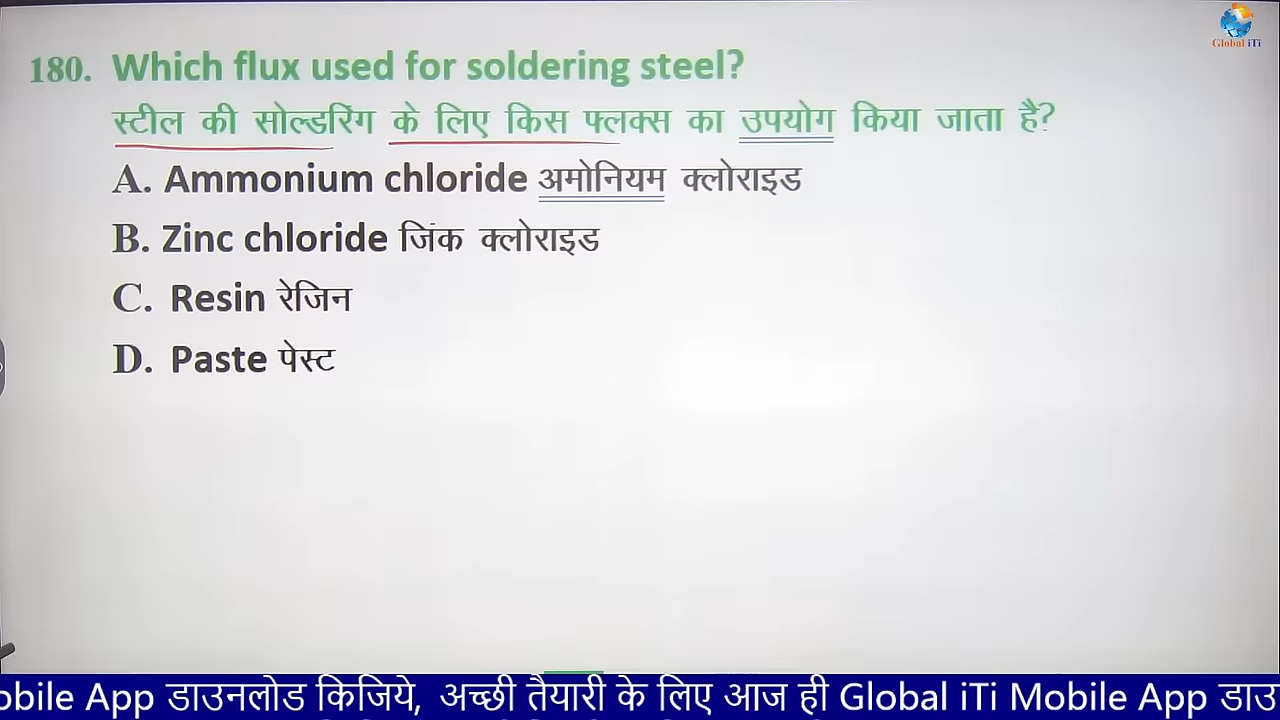 Global iTi
180. Which flux used for soldering steel?
स्टील की सोल्डरिंग के लिए किस फ्लक्स का उपयोग किया जाता है?
A. Ammonium chloride अमोनियम क्लोराइड
B. Zinc chloride जिंक क्लोराइड
C. Resin रेजिन
D. Paste पेस्ट
obile App डाउनलोड किजिये, अच्छी तैयारी के लिए आज ही Global iTi Mobile App डाउ